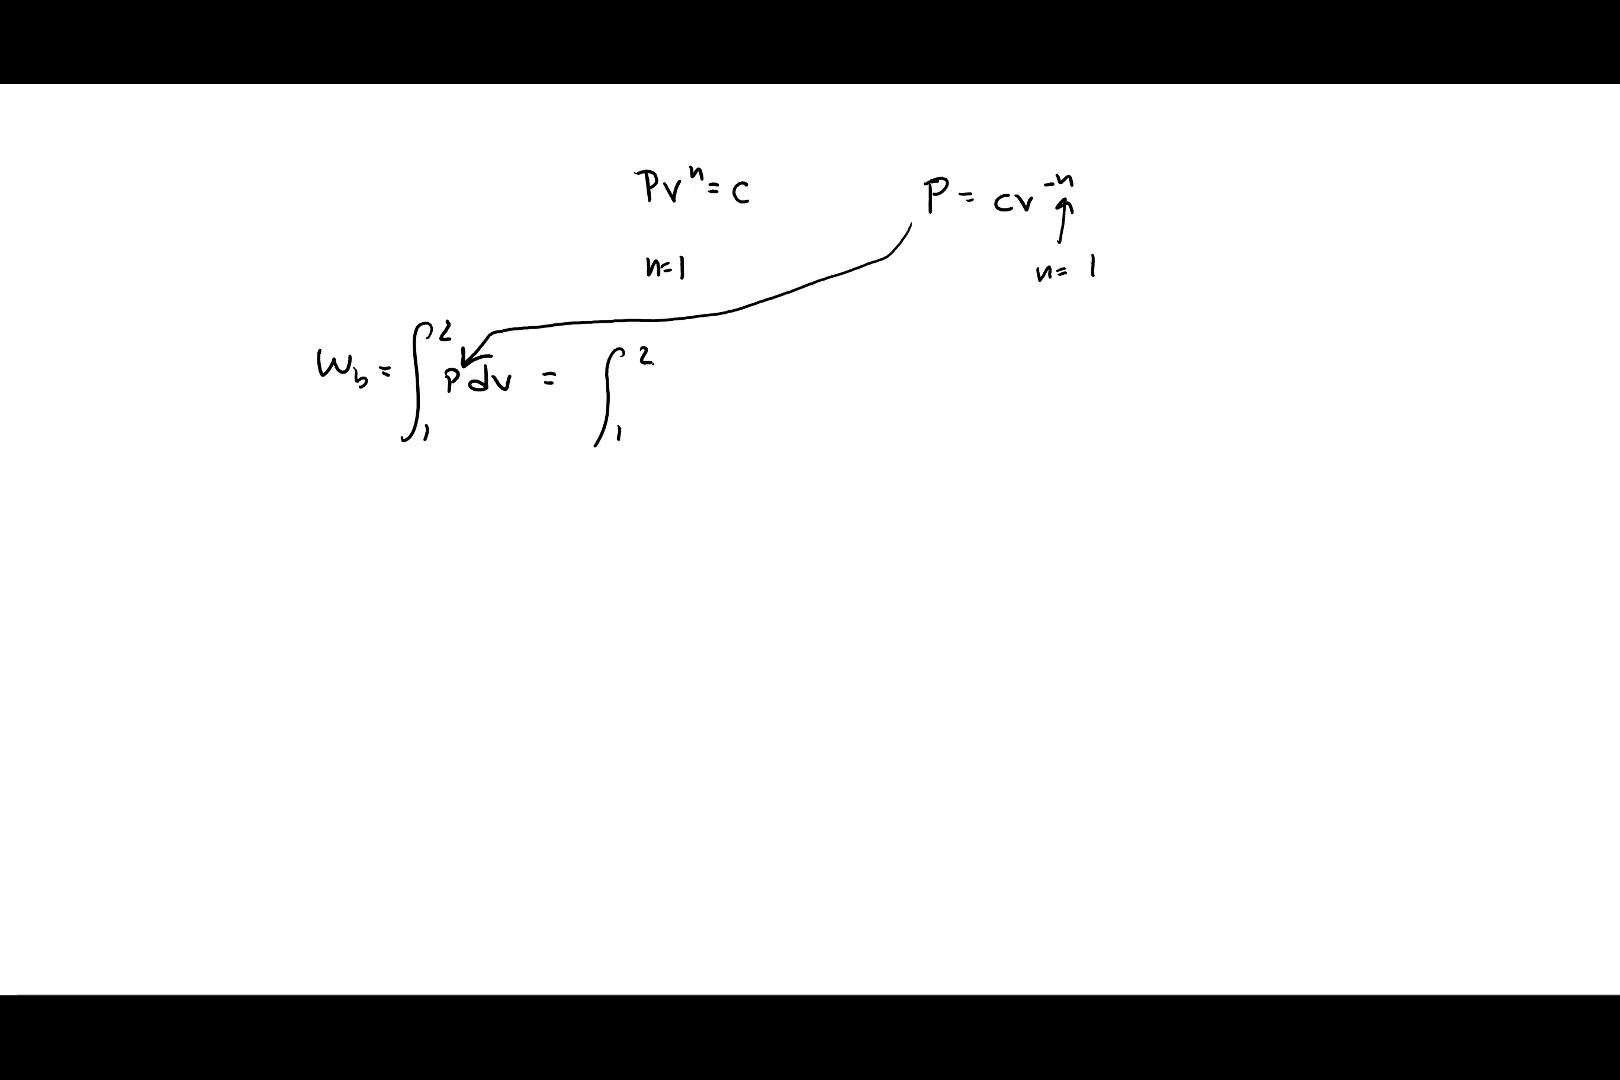 Pv^n = c    P = cv^-n
n=1    n= 1
W_b = ∫_1^2 P dv = ∫_1^2